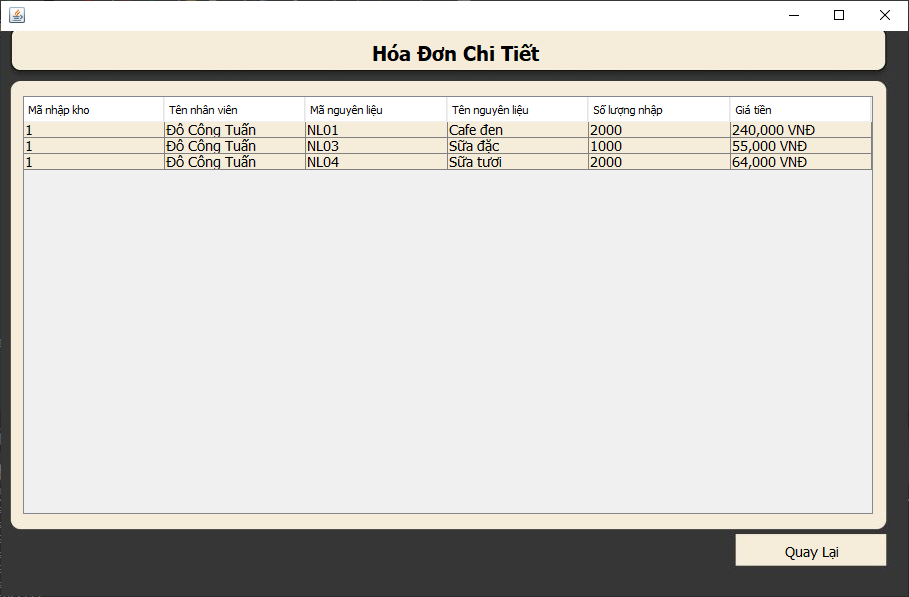 Hóa Đơn Chi Tiết
Mã nhập kho Tên nhân viên Mã nguyên liệu Tên nguyên liệu Số lượng nhập Giá tiền
1 Đỗ Công Tuấn NL01 Cafe đen 2000 240,000 VNĐ
1 Đỗ Công Tuấn NL03 Sữa đặc 1000 55,000 VNĐ
1 Đỗ Công Tuấn NL04 Sữa tươi 2000 64,000 VNĐ
Quay Lại